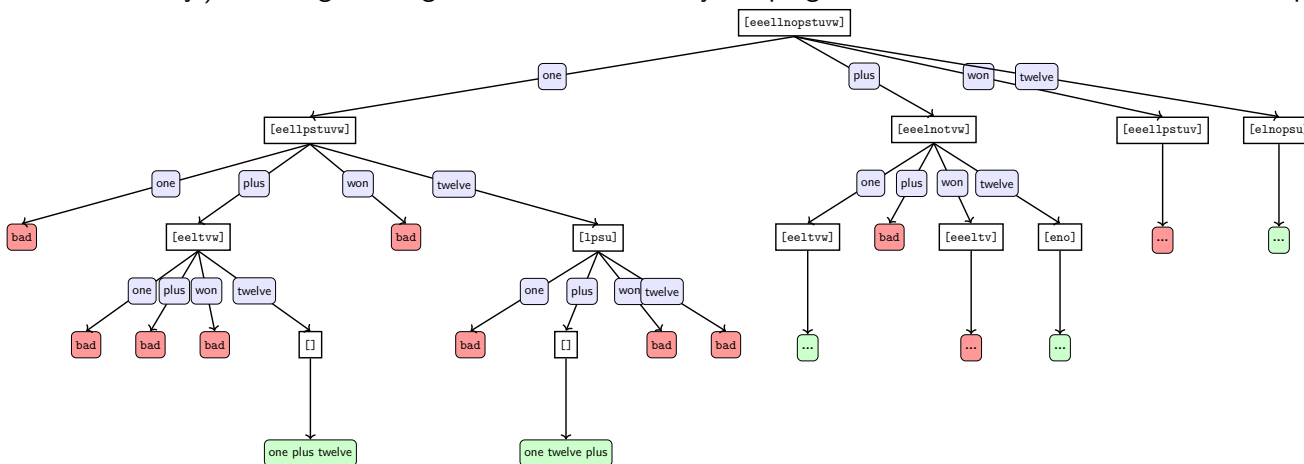 [eeellnopstuvw]
one plus won twelve
[eellpstuvw] [eeelnotvw] [eeellpstuv] [elnopsu]
one plus won twelve one plus won twelve
bad [eeltvw] bad [lpsu] [eeltvw] bad [eeeltv] [eno] ... ...
one plus won twelve one plus won twelve
bad bad bad [] bad [] bad bad ... ... ...
one plus twelve one twelve plus